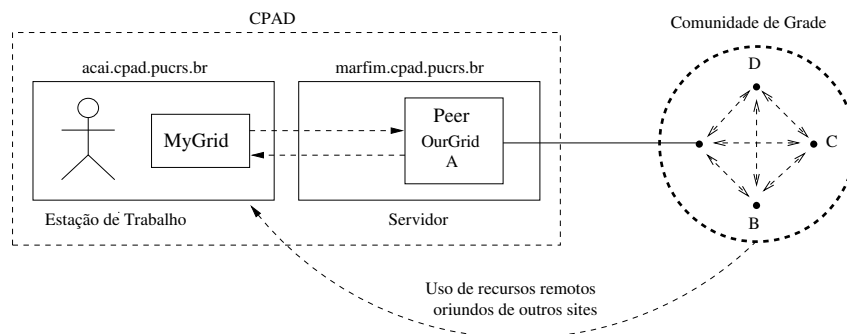 CPAD
Comunidade de Grade
acai.cpad.pucrs.br
marfim.cpad.pucrs.br
D
Peer
OurGrid
A
MyGrid
C
B
Estação de Trabalho
Servidor
Uso de recursos remotos
oriundos de outros sites